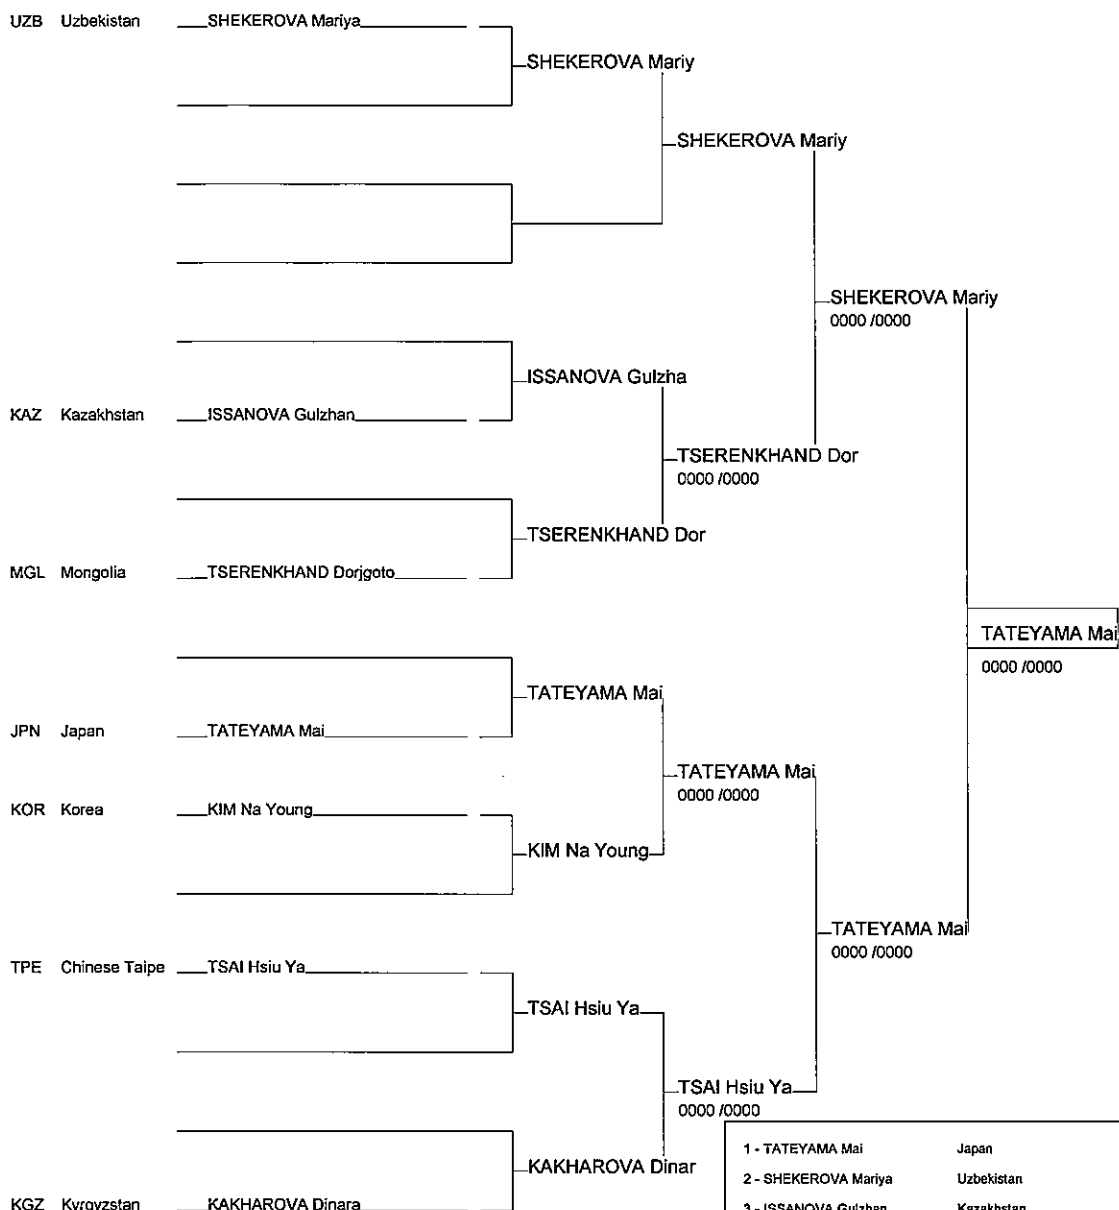 UZB Uzbekistan SHEKEROVA Mariya
SHEKEROVA Mariy
SHEKEROVA Mariy
SHEKEROVA Mariy
0000 /0000
ISSANOVA Gulzha
KAZ Kazakhstan ISSANOVA Gulzhan
TSERENKHAND Dor
0000 /0000
TSERENKHAND Dor
MGL Mongolia TSERENKHAND Dorjgoto
TATEYAMA Mai
0000 /0000
TATEYAMA Mai
JPN Japan TATEYAMA Mai
TATEYAMA Mai
0000 /0000
KOR Korea KIM Na Young
KIM Na Young
TATEYAMA Mai
0000 /0000
TPE Chinese Taipe TSAI Hsiu Ya
TSAI Hsiu Ya
TSAI Hsiu Ya
0000 /0000
KAKHAROVA Dinar
KGZ Kyrgyzstan KAKHAROVA Dinara
1 - TATEYAMA Mai Japan
2 - SHEKEROVA Mariya Uzbekistan
3 - ISSANOVA Gulzhan Kazakhstan